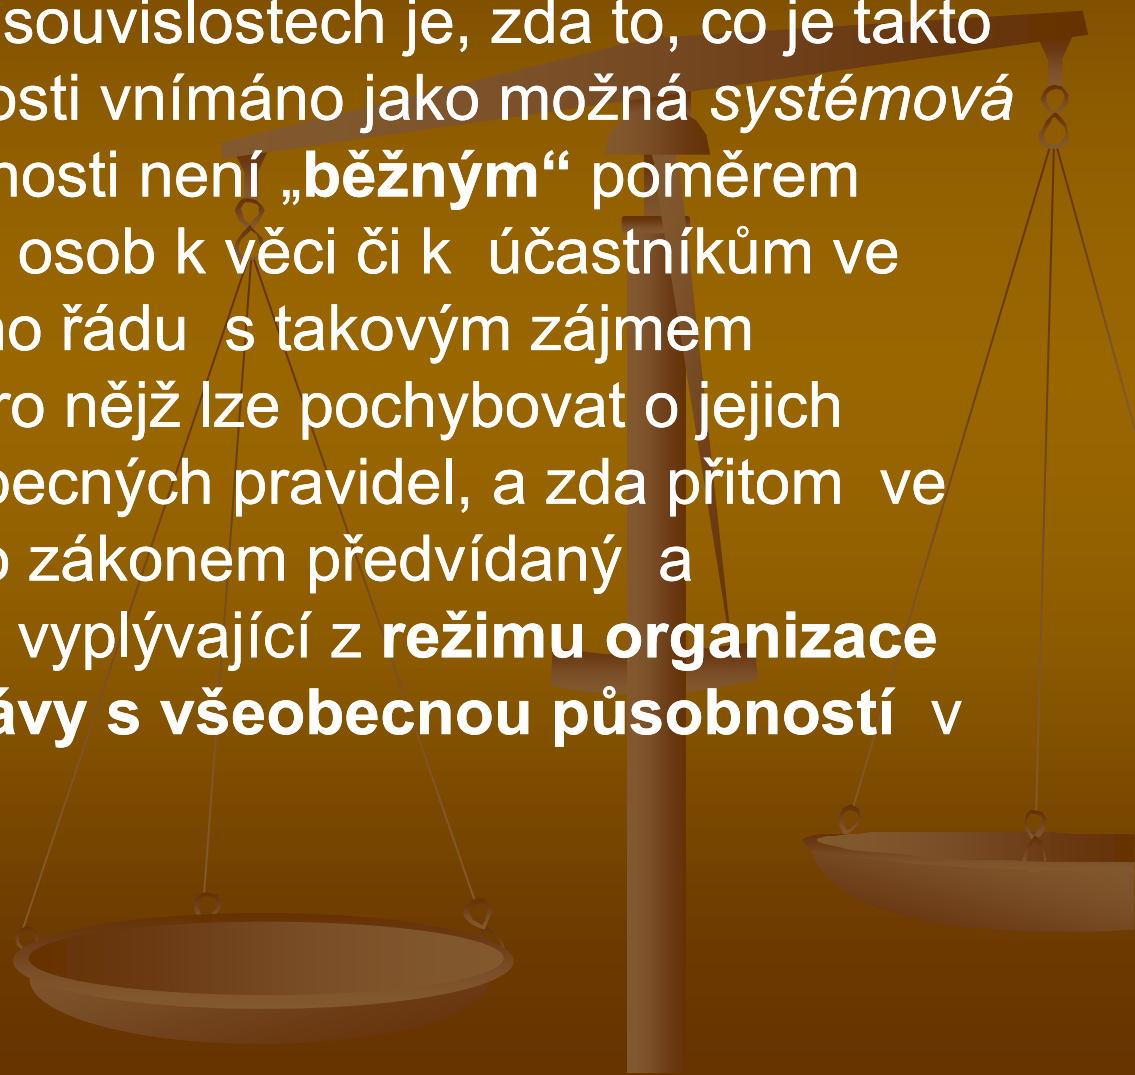 souvislostech je, zda to, co je takto
osti vnímáno jako možná systémová
nosti není „běžným“ poměrem
osob k věci či k účastníkům ve
ho řádu s takovým zájmem
ro nějž lze pochybovat o jejich
becných pravidel, a zda přitom ve
o zákonem předvídaný a
vyplývající z režimu organizace
ávy s všeobecnou působností v